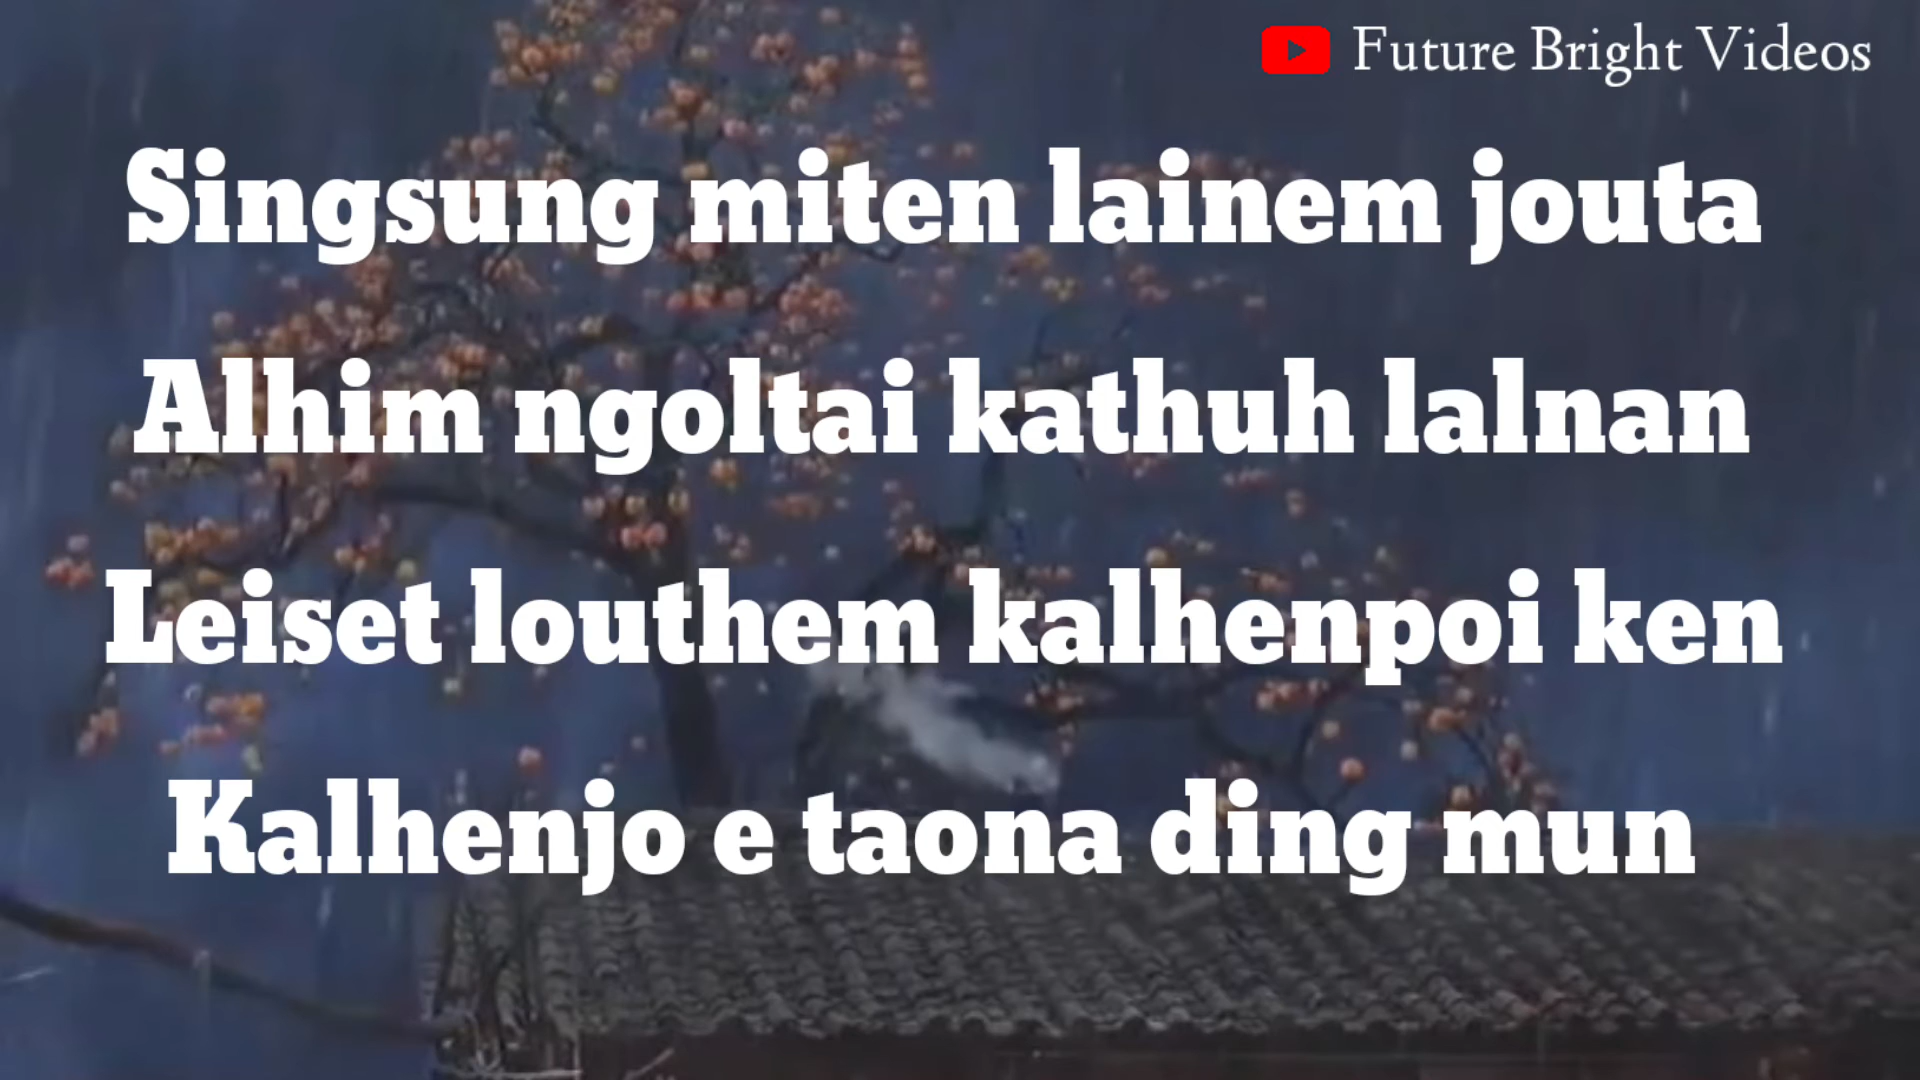 Future Bright Videos
Singsung miten lainem jouta
Alhim ngoltai kathuh lalnan
Leiset louthem kalhenpoi ken
Kalhenjo e taona ding mun